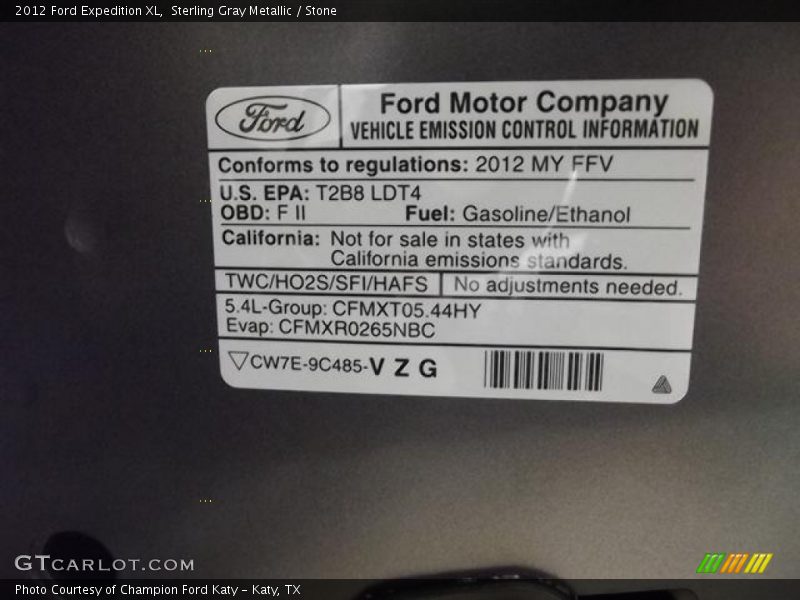 2012 Ford Expedition XL, Sterling Gray Metallic / Stone
Ford
Ford Motor Company
VEHICLE EMISSION CONTROL INFORMATION
Conforms to regulations: 2012 MY FFV
U.S. EPA: T2B8 LDT4
OBD: F II Fuel: Gasoline/Ethanol
California: Not for sale in states with
California emissions standards.
TWC/HO2S/SFI/HAFS No adjustments needed.
5.4L-Group: CFMXT05.44HY
Evap: CFMXR0265NBC
CW7E-9C485-V Z G
GTCARLOT.COM
Photo Courtesy of Champion Ford Katy - Katy, TX